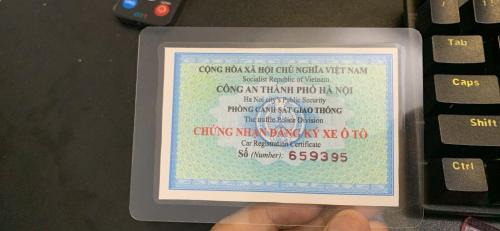 CỘNG HÒA XÃ HỘI CHỦ NGHĨA VIỆT NAM
Socialist Republic of Vietnam
CÔNG AN THÀNH PHỐ HÀ NỘI
Ha Noi city's Public Security
PHÒNG CẢNH SÁT GIAO THÔNG
The traffic Police Division
CHỨNG NHẬN ĐĂNG KÝ XE Ô TÔ
Car Registration Certificate
Số (Number): 659395
Tab
Caps
Shift
Ctrl